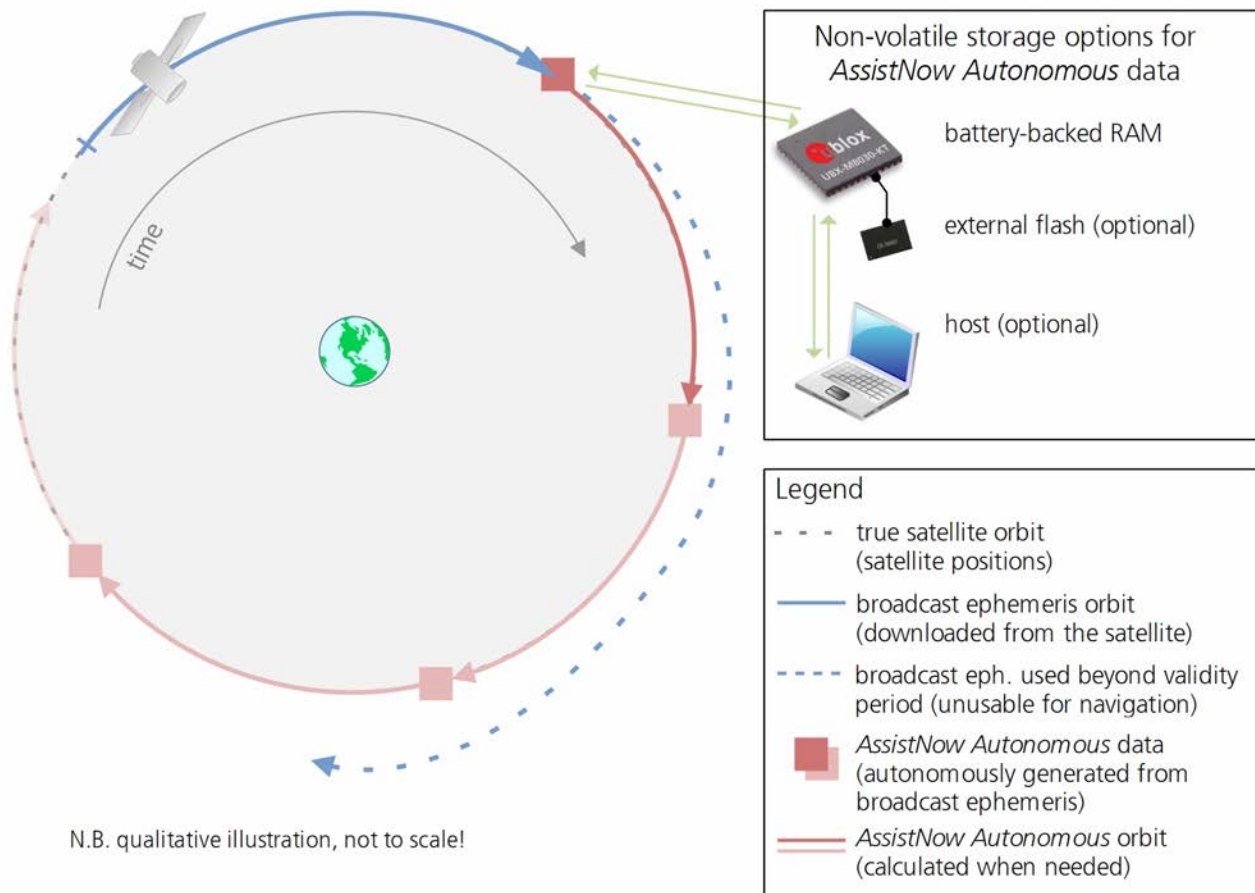 time
N.B. qualitative illustration, not to scale!
Non-volatile storage options for
AssistNow Autonomous data
ublox
UBX-M8030-KT
battery-backed RAM
external flash (optional)
host (optional)
Legend
true satellite orbit
(satellite positions)
broadcast ephemeris orbit
(downloaded from the satellite)
broadcast eph. used beyond validity
period (unusable for navigation)
AssistNow Autonomous data
(autonomously generated from
broadcast ephemeris)
AssistNow Autonomous orbit
(calculated when needed)